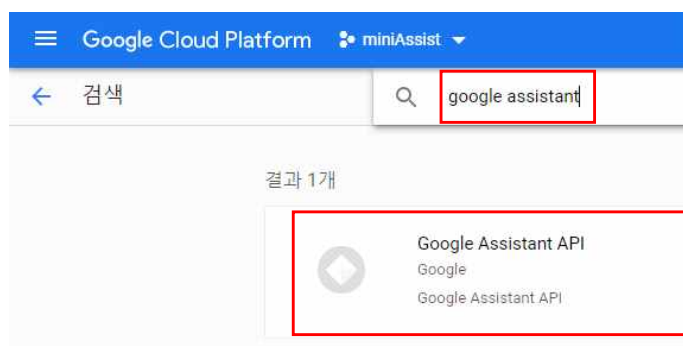 Google Cloud Platform miniAssist
검색
google assistant
결과 1개
Google Assistant API
Google
Google Assistant API